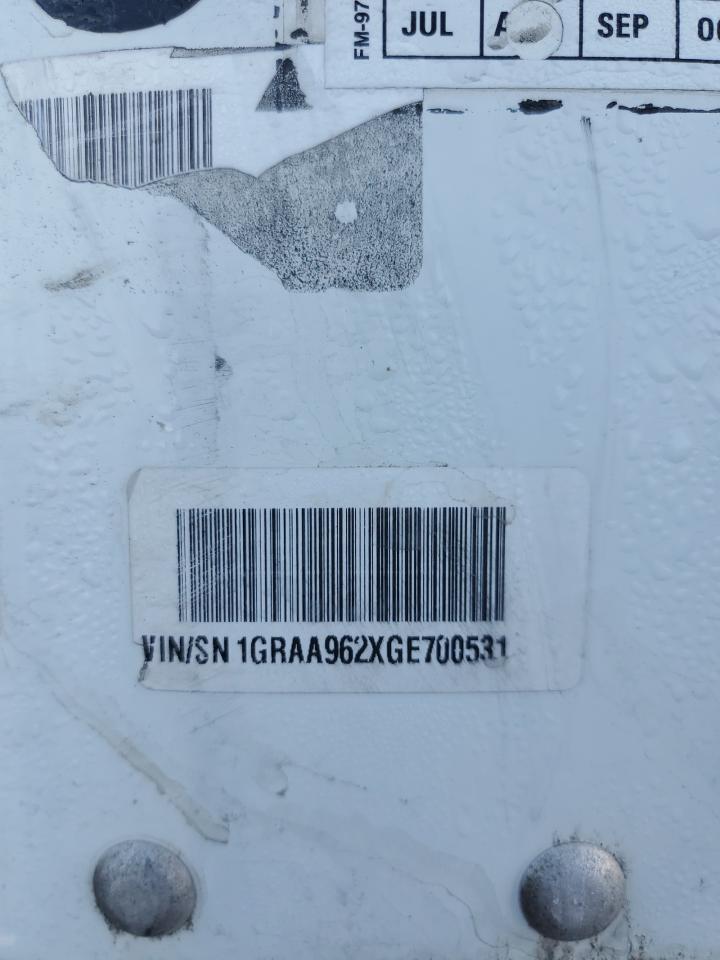 FM-97
JUL SEP
VIN/SN 1GRAA962XGE700531